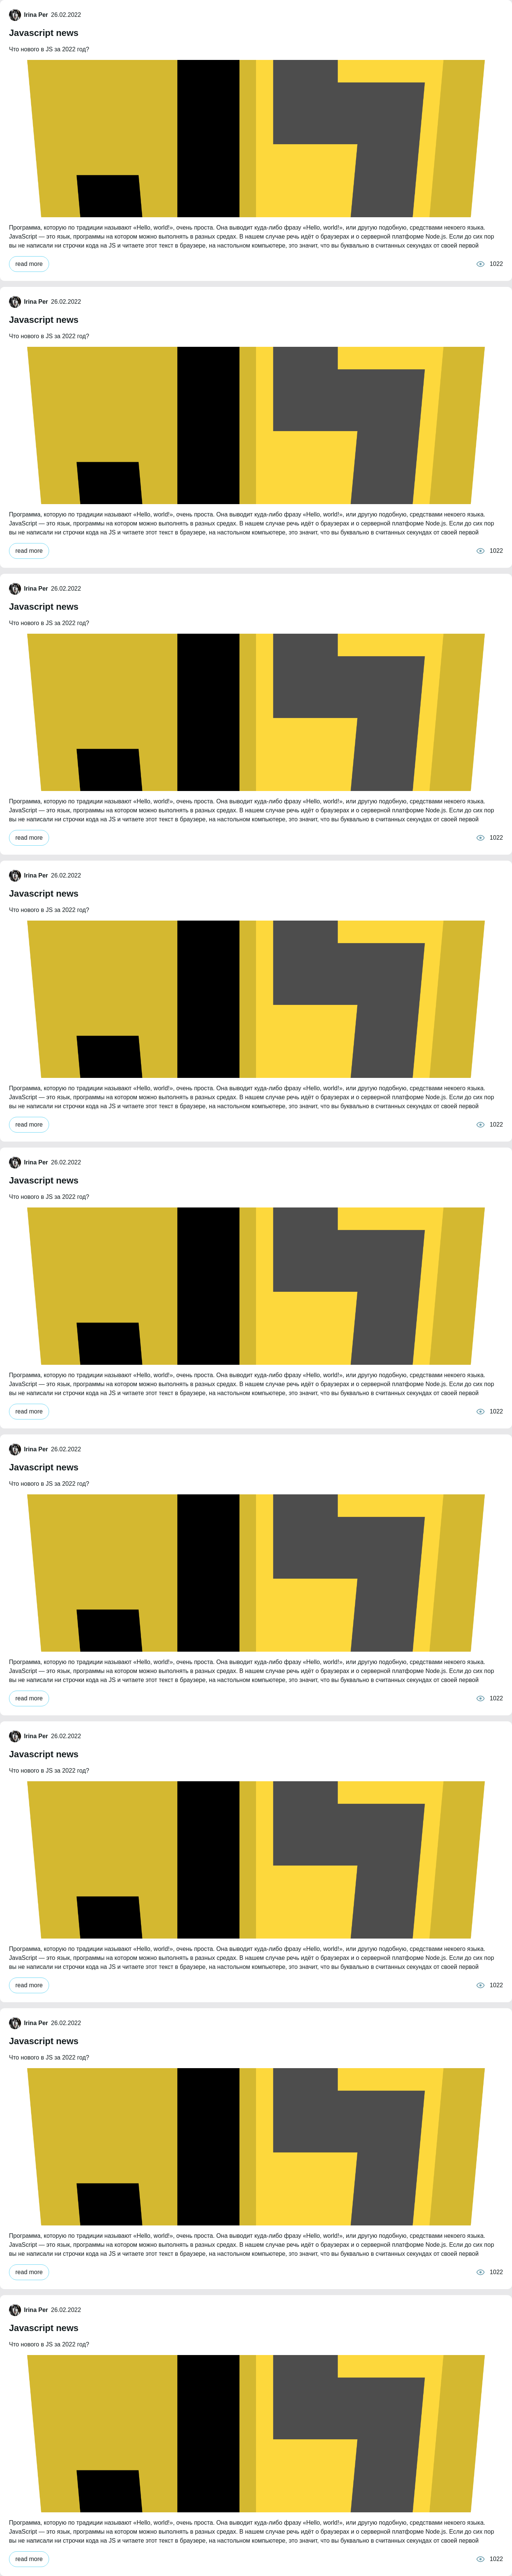 Irina Per 26.02.2022
Javascript news
Что нового в JS за 2022 год?
Программа, которую по традиции называют «Hello, world!», очень проста. Она выводит куда-либо фразу «Hello, world!», или другую подобную, средствами некоего языка.
JavaScript — это язык, программы на котором можно выполнять в разных средах. В нашем случае речь идёт о браузерах и о серверной платформе Node.js. Если до сих пор
вы не написали ни строчки кода на JS и читаете этот текст в браузере, на настольном компьютере, это значит, что вы буквально в считанных секундах от своей первой
read more 1022
Irina Per 26.02.2022
Javascript news
Что нового в JS за 2022 год?
Программа, которую по традиции называют «Hello, world!», очень проста. Она выводит куда-либо фразу «Hello, world!», или другую подобную, средствами некоего языка.
JavaScript — это язык, программы на котором можно выполнять в разных средах. В нашем случае речь идёт о браузерах и о серверной платформе Node.js. Если до сих пор
вы не написали ни строчки кода на JS и читаете этот текст в браузере, на настольном компьютере, это значит, что вы буквально в считанных секундах от своей первой
read more 1022
Irina Per 26.02.2022
Javascript news
Что нового в JS за 2022 год?
Программа, которую по традиции называют «Hello, world!», очень проста. Она выводит куда-либо фразу «Hello, world!», или другую подобную, средствами некоего языка.
JavaScript — это язык, программы на котором можно выполнять в разных средах. В нашем случае речь идёт о браузерах и о серверной платформе Node.js. Если до сих пор
вы не написали ни строчки кода на JS и читаете этот текст в браузере, на настольном компьютере, это значит, что вы буквально в считанных секундах от своей первой
read more 1022
Irina Per 26.02.2022
Javascript news
Что нового в JS за 2022 год?
Программа, которую по традиции называют «Hello, world!», очень проста. Она выводит куда-либо фразу «Hello, world!», или другую подобную, средствами некоего языка.
JavaScript — это язык, программы на котором можно выполнять в разных средах. В нашем случае речь идёт о браузерах и о серверной платформе Node.js. Если до сих пор
вы не написали ни строчки кода на JS и читаете этот текст в браузере, на настольном компьютере, это значит, что вы буквально в считанных секундах от своей первой
read more 1022
Irina Per 26.02.2022
Javascript news
Что нового в JS за 2022 год?
Программа, которую по традиции называют «Hello, world!», очень проста. Она выводит куда-либо фразу «Hello, world!», или другую подобную, средствами некоего языка.
JavaScript — это язык, программы на котором можно выполнять в разных средах. В нашем случае речь идёт о браузерах и о серверной платформе Node.js. Если до сих пор
вы не написали ни строчки кода на JS и читаете этот текст в браузере, на настольном компьютере, это значит, что вы буквально в считанных секундах от своей первой
read more 1022
Irina Per 26.02.2022
Javascript news
Что нового в JS за 2022 год?
Программа, которую по традиции называют «Hello, world!», очень проста. Она выводит куда-либо фразу «Hello, world!», или другую подобную, средствами некоего языка.
JavaScript — это язык, программы на котором можно выполнять в разных средах. В нашем случае речь идёт о браузерах и о серверной платформе Node.js. Если до сих пор
вы не написали ни строчки кода на JS и читаете этот текст в браузере, на настольном компьютере, это значит, что вы буквально в считанных секундах от своей первой
read more 1022
Irina Per 26.02.2022
Javascript news
Что нового в JS за 2022 год?
Программа, которую по традиции называют «Hello, world!», очень проста. Она выводит куда-либо фразу «Hello, world!», или другую подобную, средствами некоего языка.
JavaScript — это язык, программы на котором можно выполнять в разных средах. В нашем случае речь идёт о браузерах и о серверной платформе Node.js. Если до сих пор
вы не написали ни строчки кода на JS и читаете этот текст в браузере, на настольном компьютере, это значит, что вы буквально в считанных секундах от своей первой
read more 1022
Irina Per 26.02.2022
Javascript news
Что нового в JS за 2022 год?
Программа, которую по традиции называют «Hello, world!», очень проста. Она выводит куда-либо фразу «Hello, world!», или другую подобную, средствами некоего языка.
JavaScript — это язык, программы на котором можно выполнять в разных средах. В нашем случае речь идёт о браузерах и о серверной платформе Node.js. Если до сих пор
вы не написали ни строчки кода на JS и читаете этот текст в браузере, на настольном компьютере, это значит, что вы буквально в считанных секундах от своей первой
read more 1022
Irina Per 26.02.2022
Javascript news
Что нового в JS за 2022 год?
Программа, которую по традиции называют «Hello, world!», очень проста. Она выводит куда-либо фразу «Hello, world!», или другую подобную, средствами некоего языка.
JavaScript — это язык, программы на котором можно выполнять в разных средах. В нашем случае речь идёт о браузерах и о серверной платформе Node.js. Если до сих пор
вы не написали ни строчки кода на JS и читаете этот текст в браузере, на настольном компьютере, это значит, что вы буквально в считанных секундах от своей первой
read more 1022